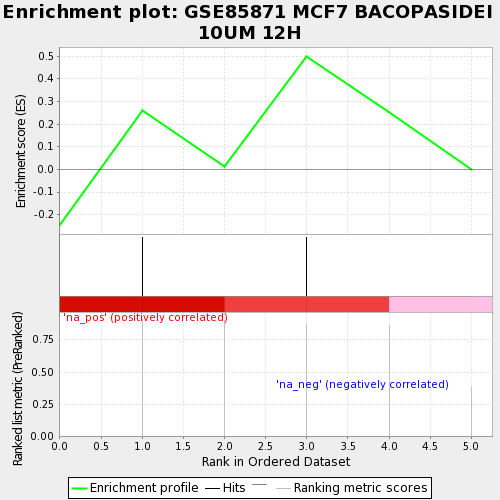 Enrichment plot: GSE85871 MCF7 BACOPASIDEI
10UM 12H
Enrichment score (ES)
0.5
0.4
0.3
0.2
0.1
0.0
-0.1
-0.2
'na_pos' (positively correlated)
'na_neg' (negatively correlated)
Ranked list metric (PreRanked)
0.75
0.50
0.25
0.00
0.0 0.5 1.0 1.5 2.0 2.5 3.0 3.5 4.0 4.5 5.0
Rank in Ordered Dataset
Enrichment profile Hits Ranking metric scores